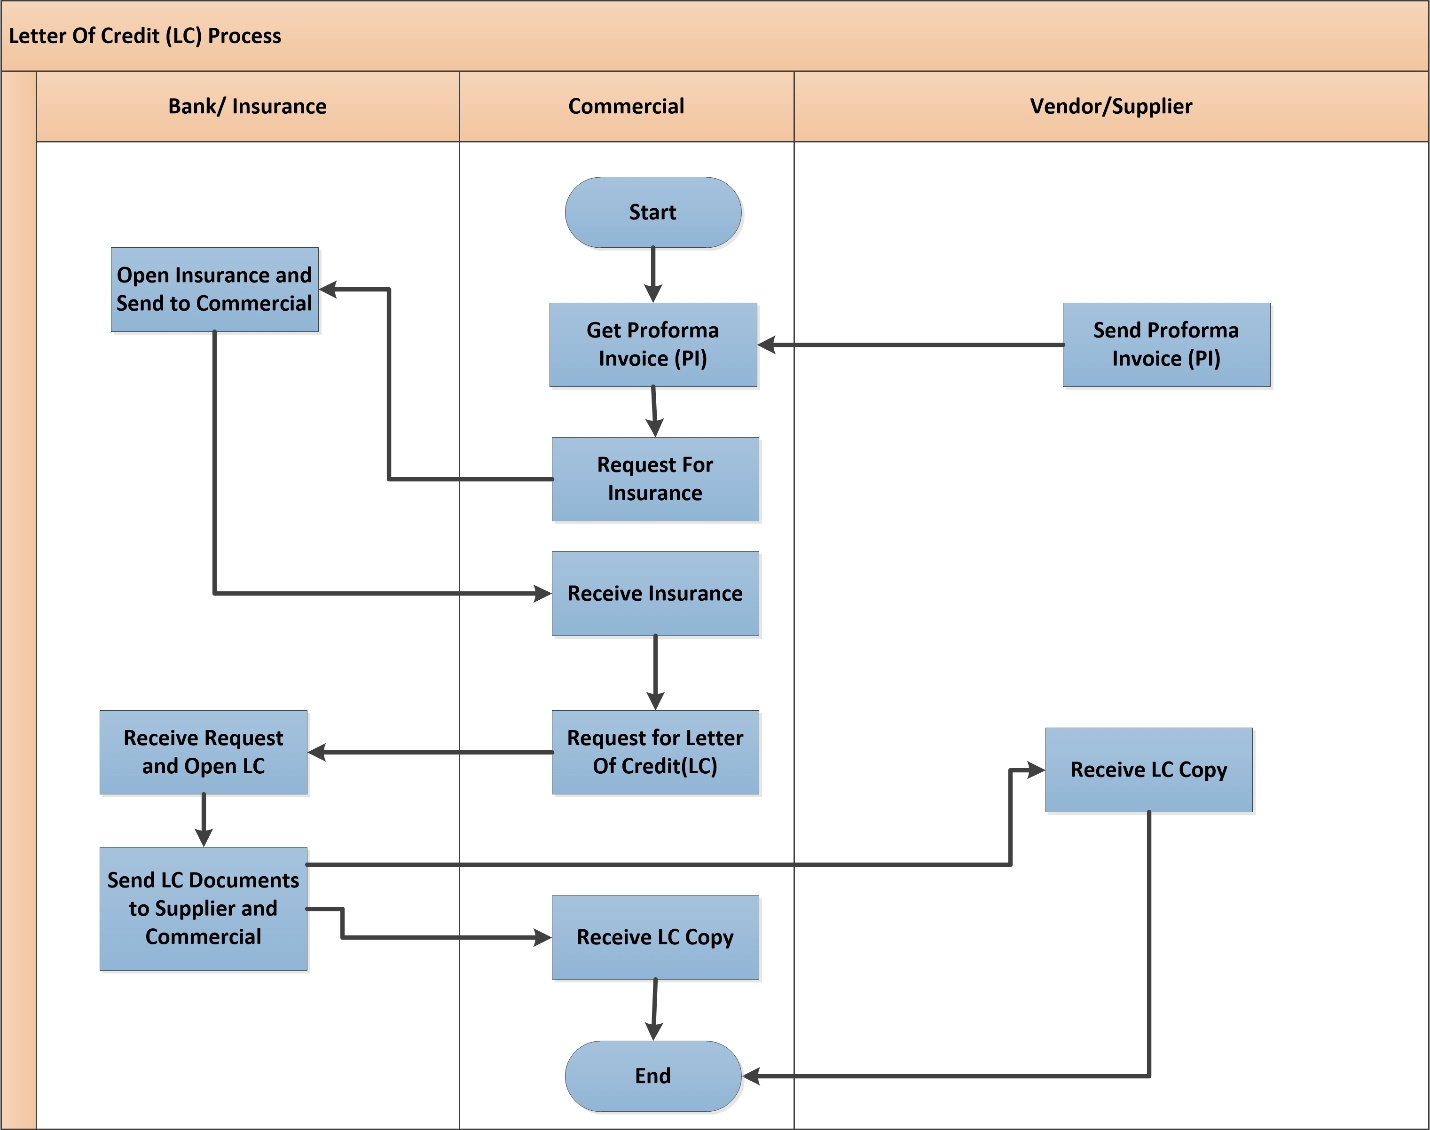 Letter Of Credit (LC) Process
Bank/ Insurance
Commercial
Vendor/Supplier
Start
Open Insurance and
Send to Commercial
Get Proforma
Invoice (PI)
Send Proforma
Invoice (PI)
Request For
Insurance
Receive Insurance
Receive Request
and Open LC
Request for Letter
Of Credit(LC)
Receive LC Copy
Send LC Documents
to Supplier and
Commercial
Receive LC Copy
End